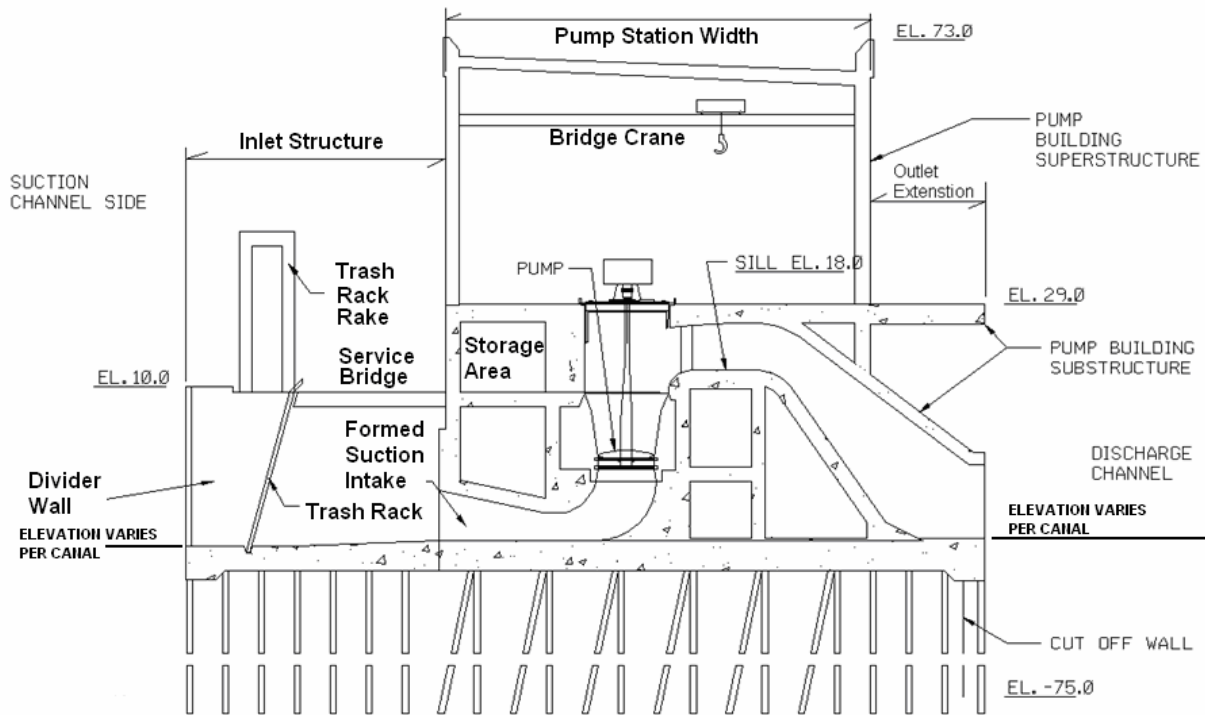 Pump Station Width
EL. 73.0
Inlet Structure
Bridge Crane
PUMP
BUILDING
SUPERSTRUCTURE
SUCTION
CHANNEL SIDE
Outlet
Extenstion
Trash
Rack
Rake
PUMP
SILL EL. 18.0
EL. 29.0
Service
Bridge
Storage
Area
PUMP BUILDING
SUBSTRUCTURE
EL. 10.0
Formed
Suction
Intake
Divider
Wall
Trash Rack
DISCHARGE
CHANNEL
ELEVATION VARIES
PER CANAL
ELEVATION VARIES
PER CANAL
CUT OFF WALL
EL. -75.0